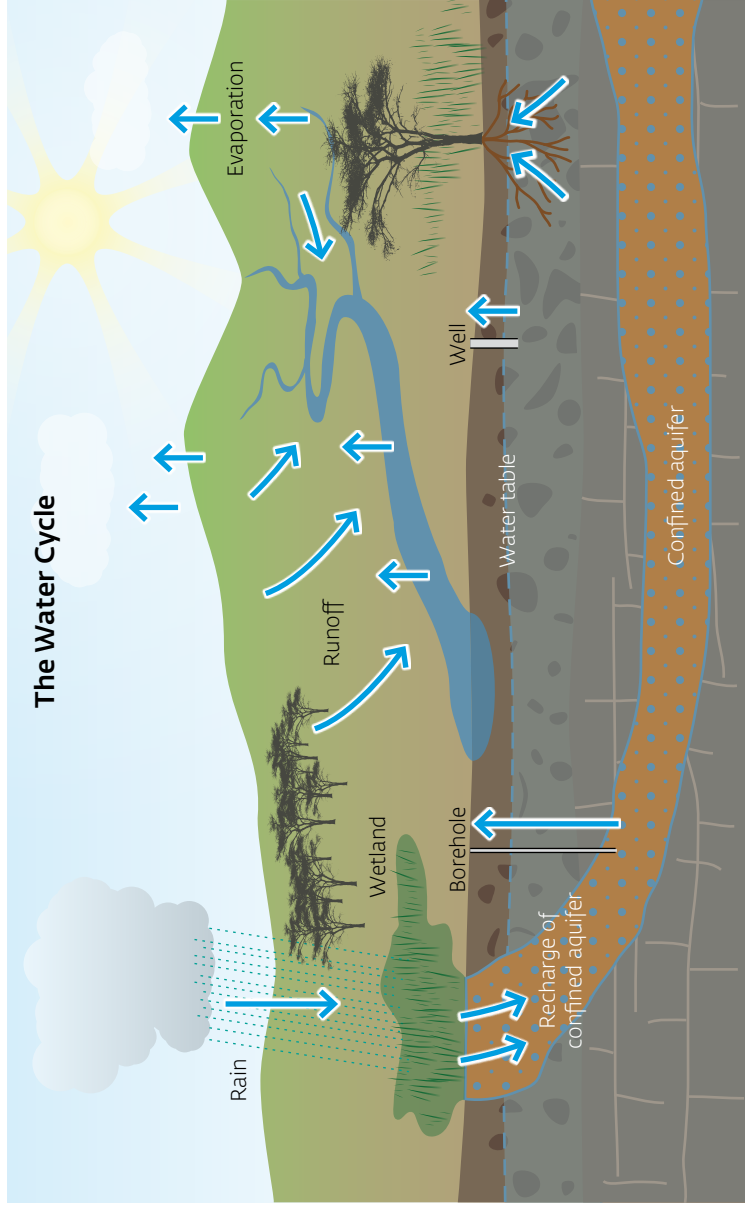 The Water Cycle
Rain
Evaporation
Runoff
Wetland
Borehole
Well
Water table
Recharge of
confined aquifer
Confined aquifer